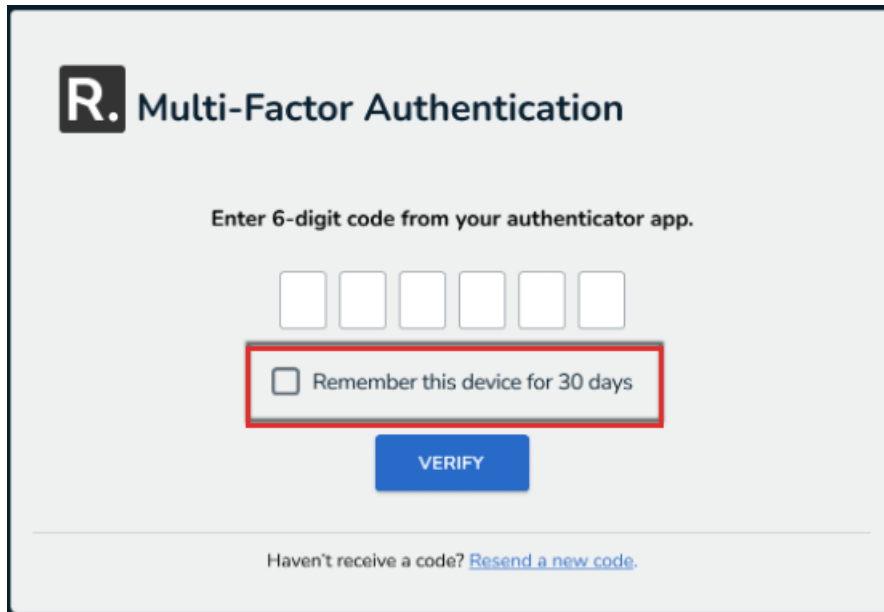 R. Multi-Factor Authentication
Enter 6-digit code from your authenticator app.
Remember this device for 30 days
VERIFY
Haven't receive a code? Resend a new code.